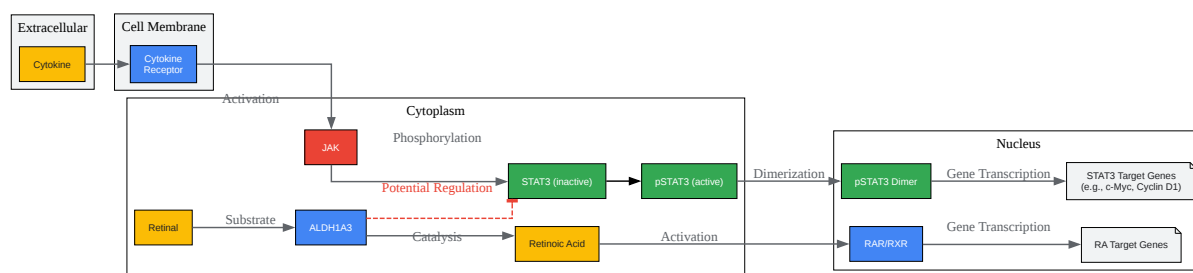 Extracellular
Cell Membrane
Cytokine
Cytokine
Receptor
Activation
Cytoplasm
JAK
Phosphorylation
Potential Regulation
STAT3 (inactive)
pSTAT3 (active)
Dimerization
Nucleus
pSTAT3 Dimer
Gene Transcription
STAT3 Target Genes
(e.g., c-Myc, Cyclin D1)
Retinal
Substrate
ALDH1A3
Catalysis
Retinoic Acid
Activation
RAR/RXR
Gene Transcription
RA Target Genes